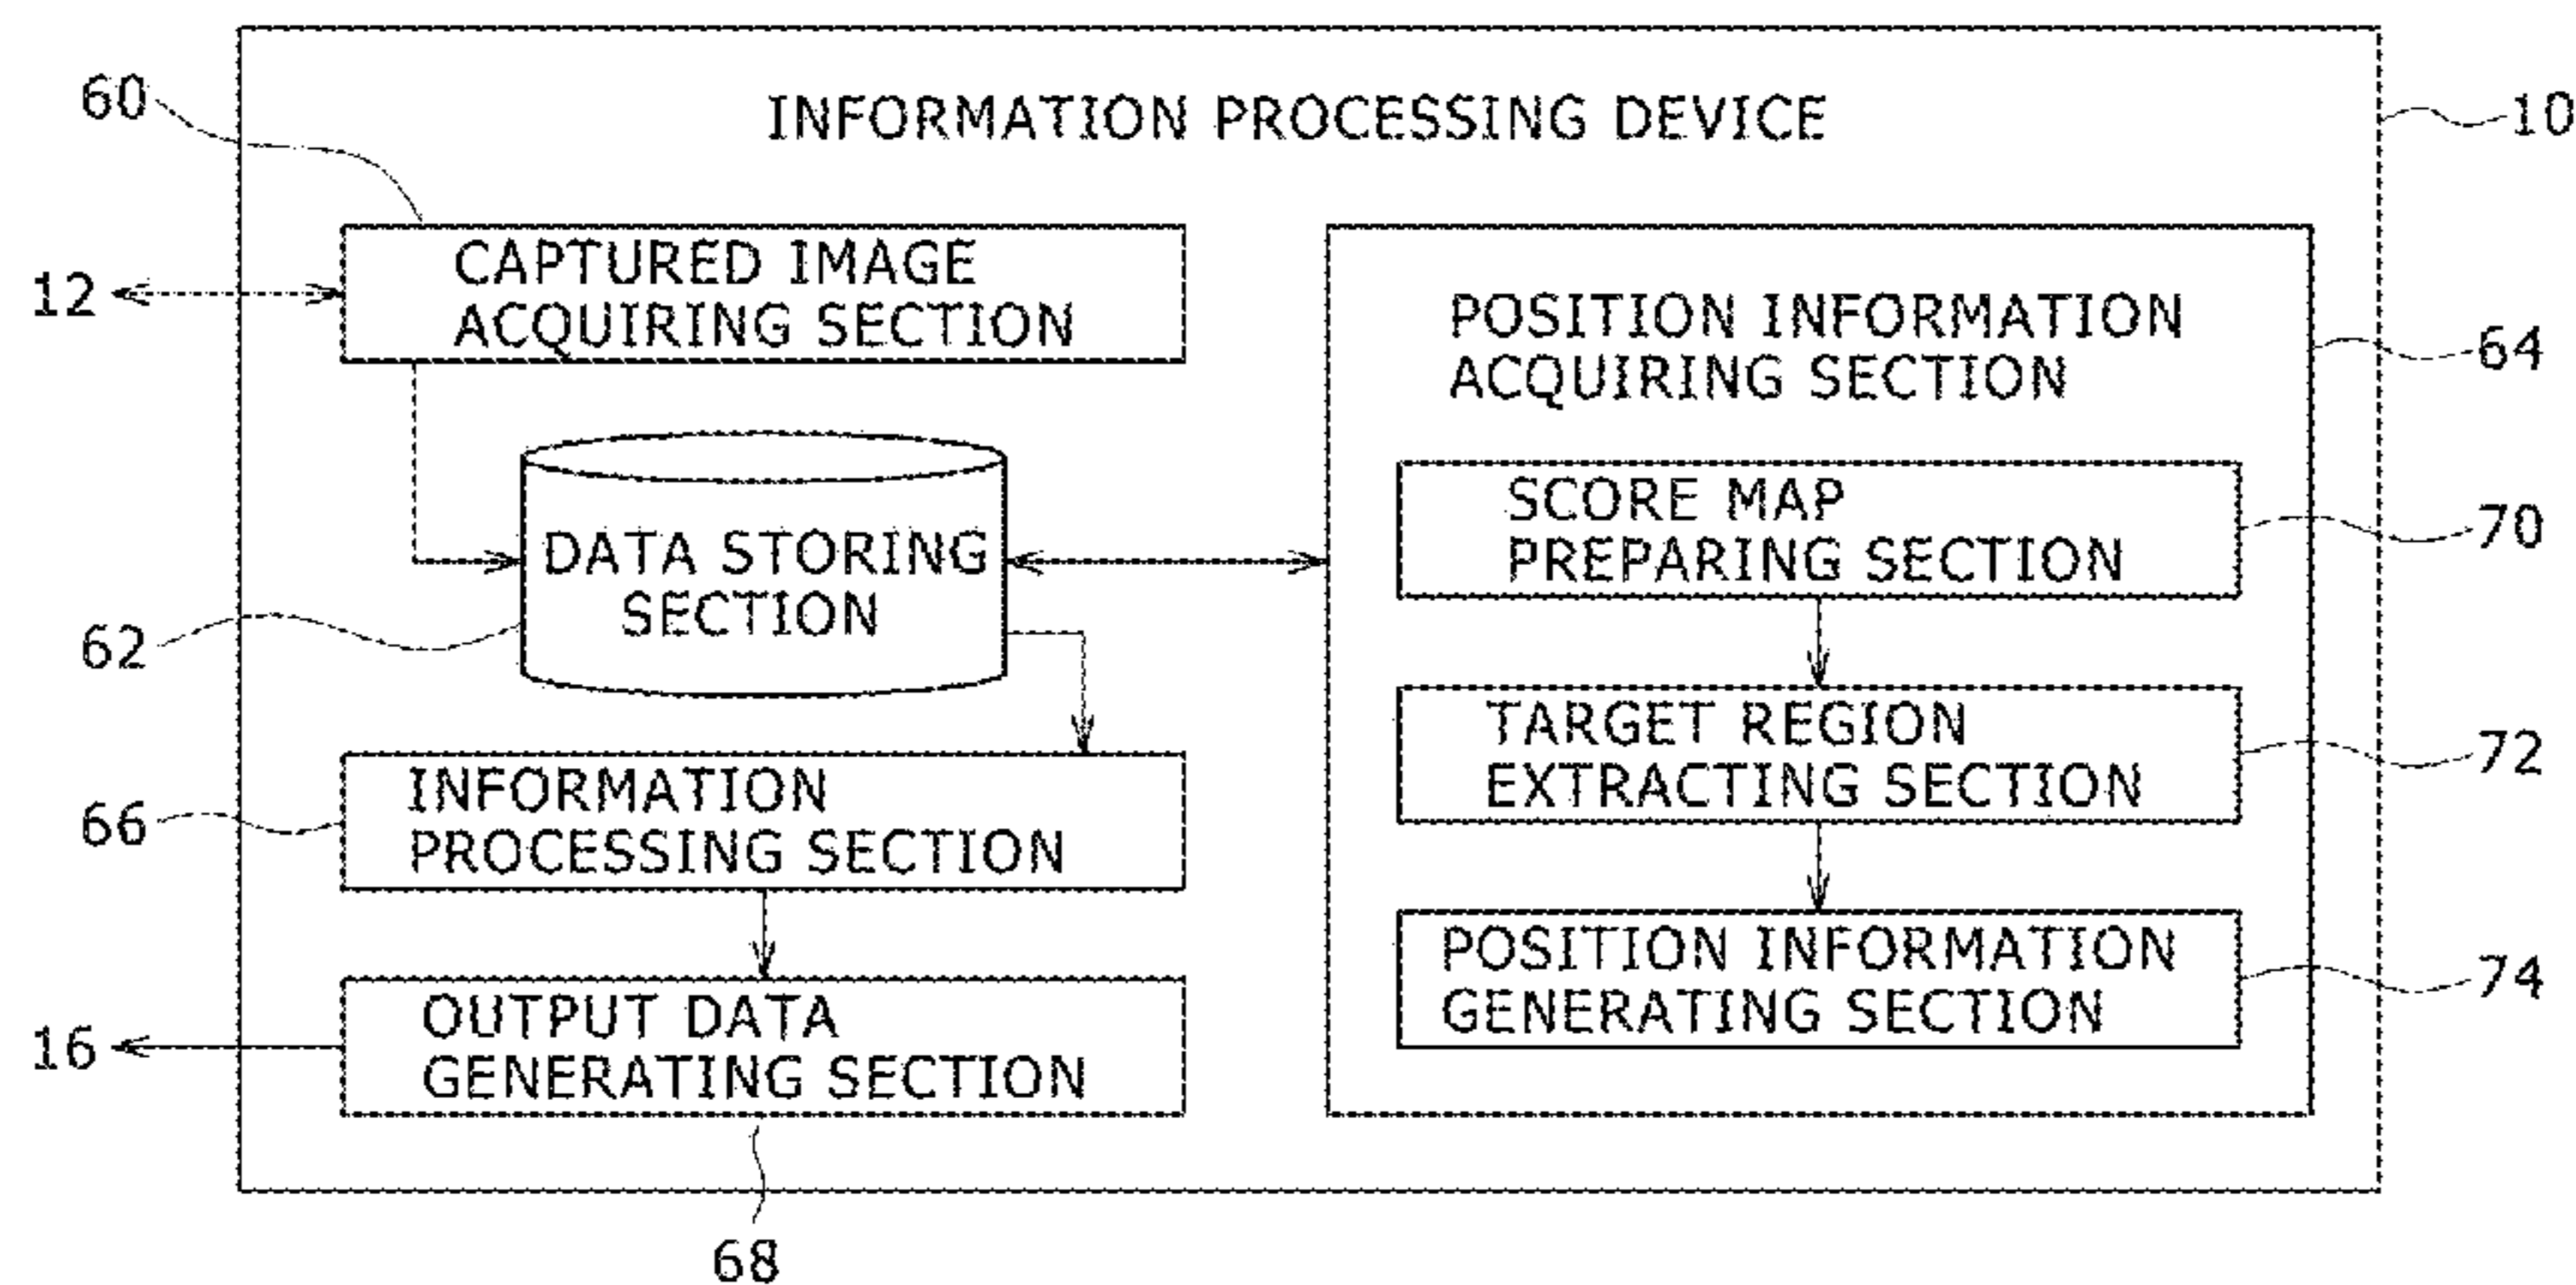 INFORMATION PROCESSING DEVICE
10
60
12
CAPTURED IMAGE
ACQUIRING SECTION
DATA STORING
SECTION
62
INFORMATION
PROCESSING SECTION
66
OUTPUT DATA
GENERATING SECTION
16
68
POSITION INFORMATION
ACQUIRING SECTION
64
SCORE MAP
PREPARING SECTION
70
TARGET REGION
EXTRACTING SECTION
72
POSITION INFORMATION
GENERATING SECTION
74